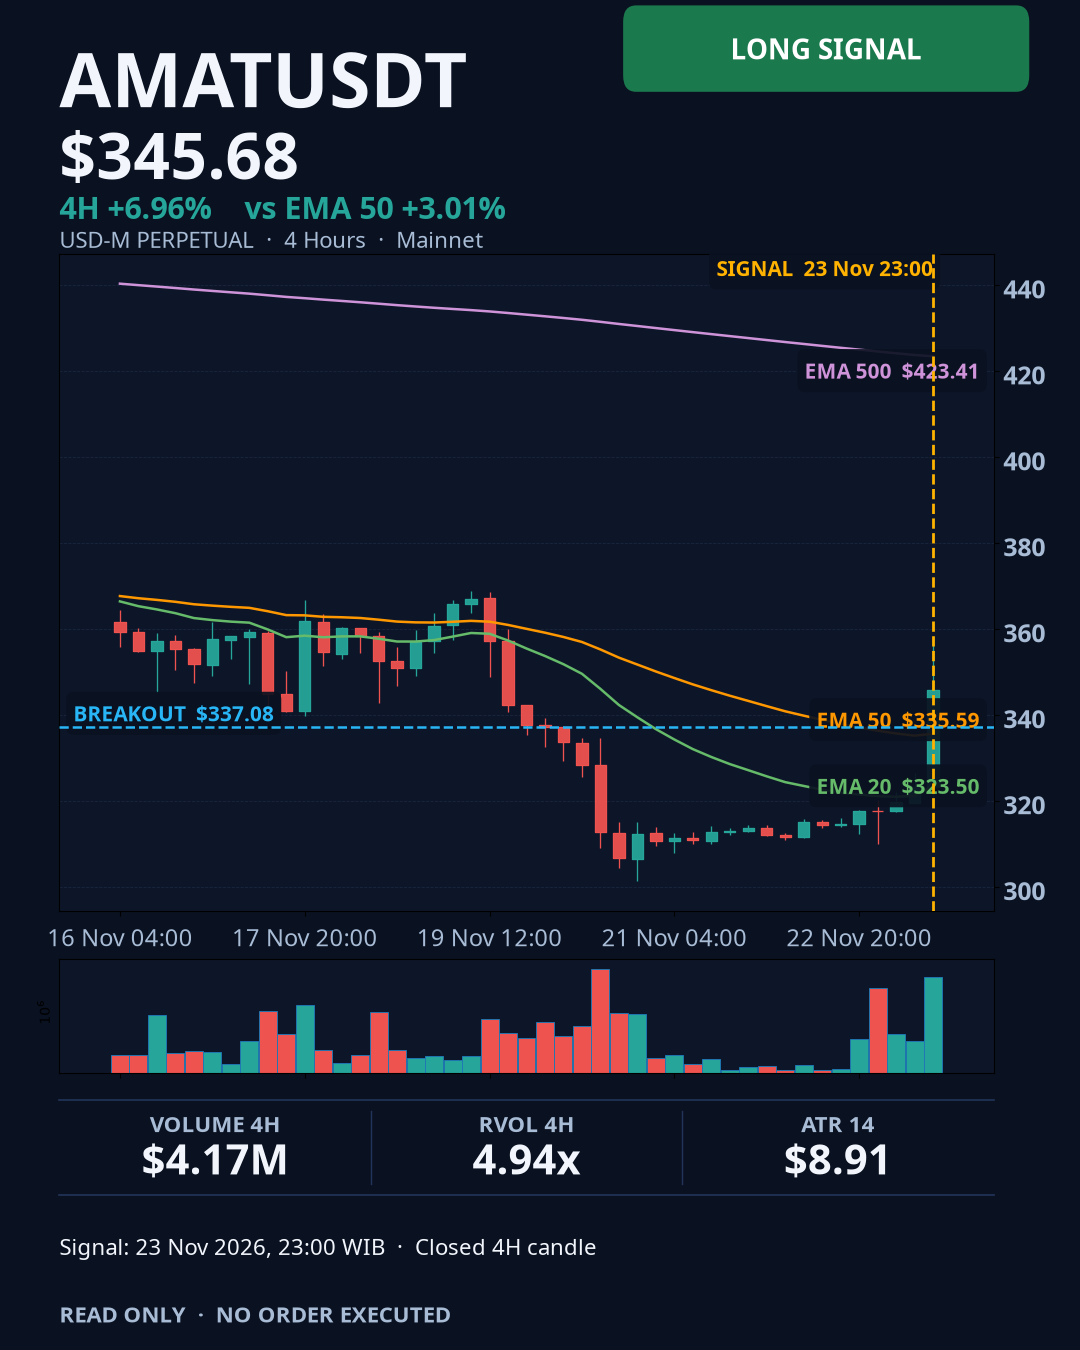 LONG SIGNAL
AMATUSDT
$345.68
4H +6.96% vs EMA 50 +3.01%
USD-M PERPETUAL · 4 Hours · Mainnet
SIGNAL 23 Nov 23:00
440
EMA 500 $423.41
420
400
380
360
BREAKOUT $337.08
EMA 50 $335.59
340
EMA 20 $323.50
320
300
16 Nov 04:00
17 Nov 20:00
19 Nov 12:00
21 Nov 04:00
22 Nov 20:00
10⁶
VOLUME 4H
$4.17M
RVOL 4H
4.94x
ATR 14
$8.91
Signal: 23 Nov 2026, 23:00 WIB · Closed 4H candle
READ ONLY · NO ORDER EXECUTED